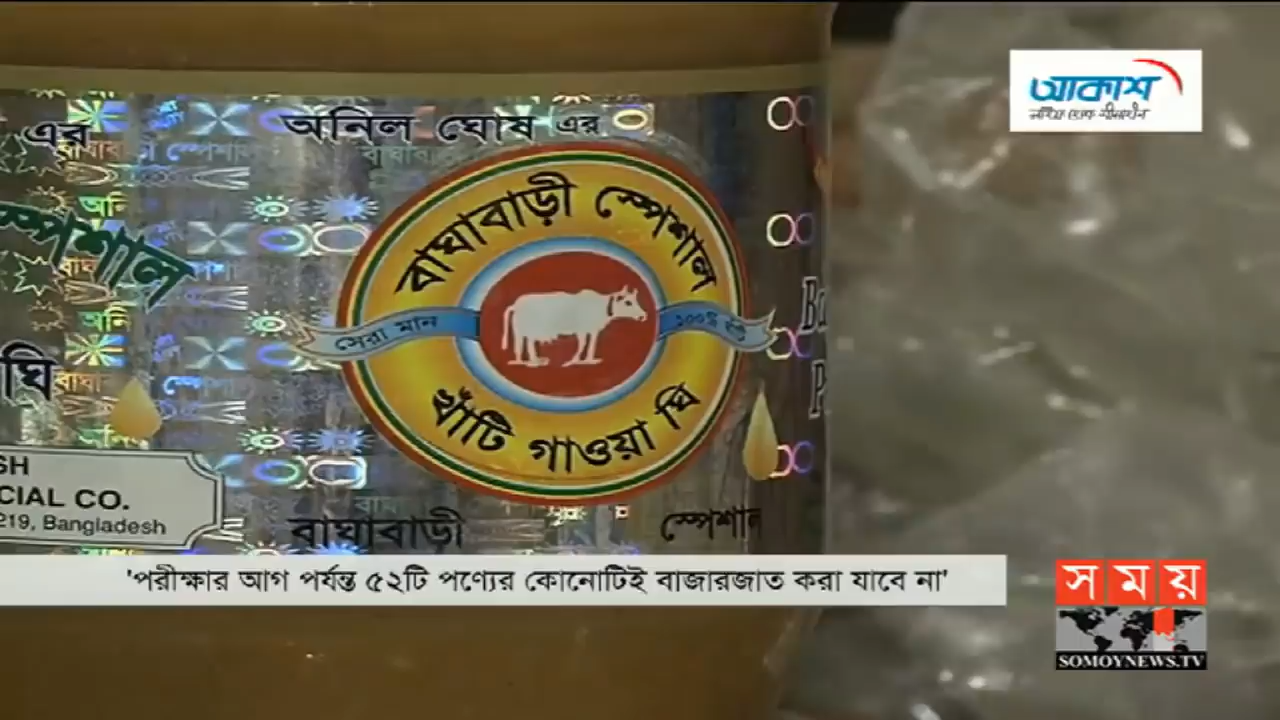 এর
অনিল ঘোষ এর
স্পেশাল
বাঘাবাড়ী স্পেশাল
সেরা মান
১০০%
খাঁটি গাওয়া ঘি
ঘি
SH
CIAL CO.
219, Bangladesh
বাঘাবাড়ী স্পেশাল
আকাশ
'পরীক্ষার আগ পর্যন্ত ৫২টি পণ্যের কোনোটিই বাজারজাত করা যাবে না'
সময়
SOMOYNEWS.TV